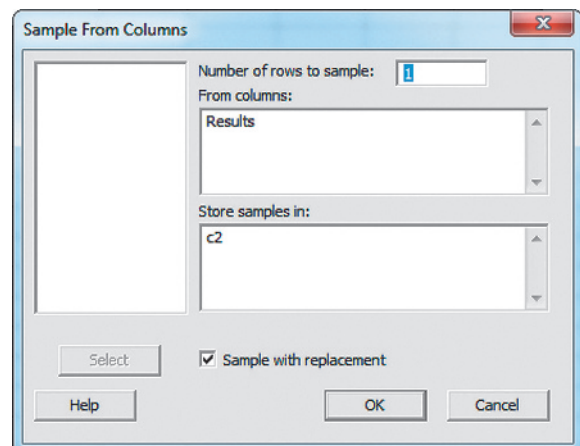 Sample From Columns
Number of rows to sample: 1
From columns:
Results
Store samples in:
c2
Select
Sample with replacement
Help
OK
Cancel